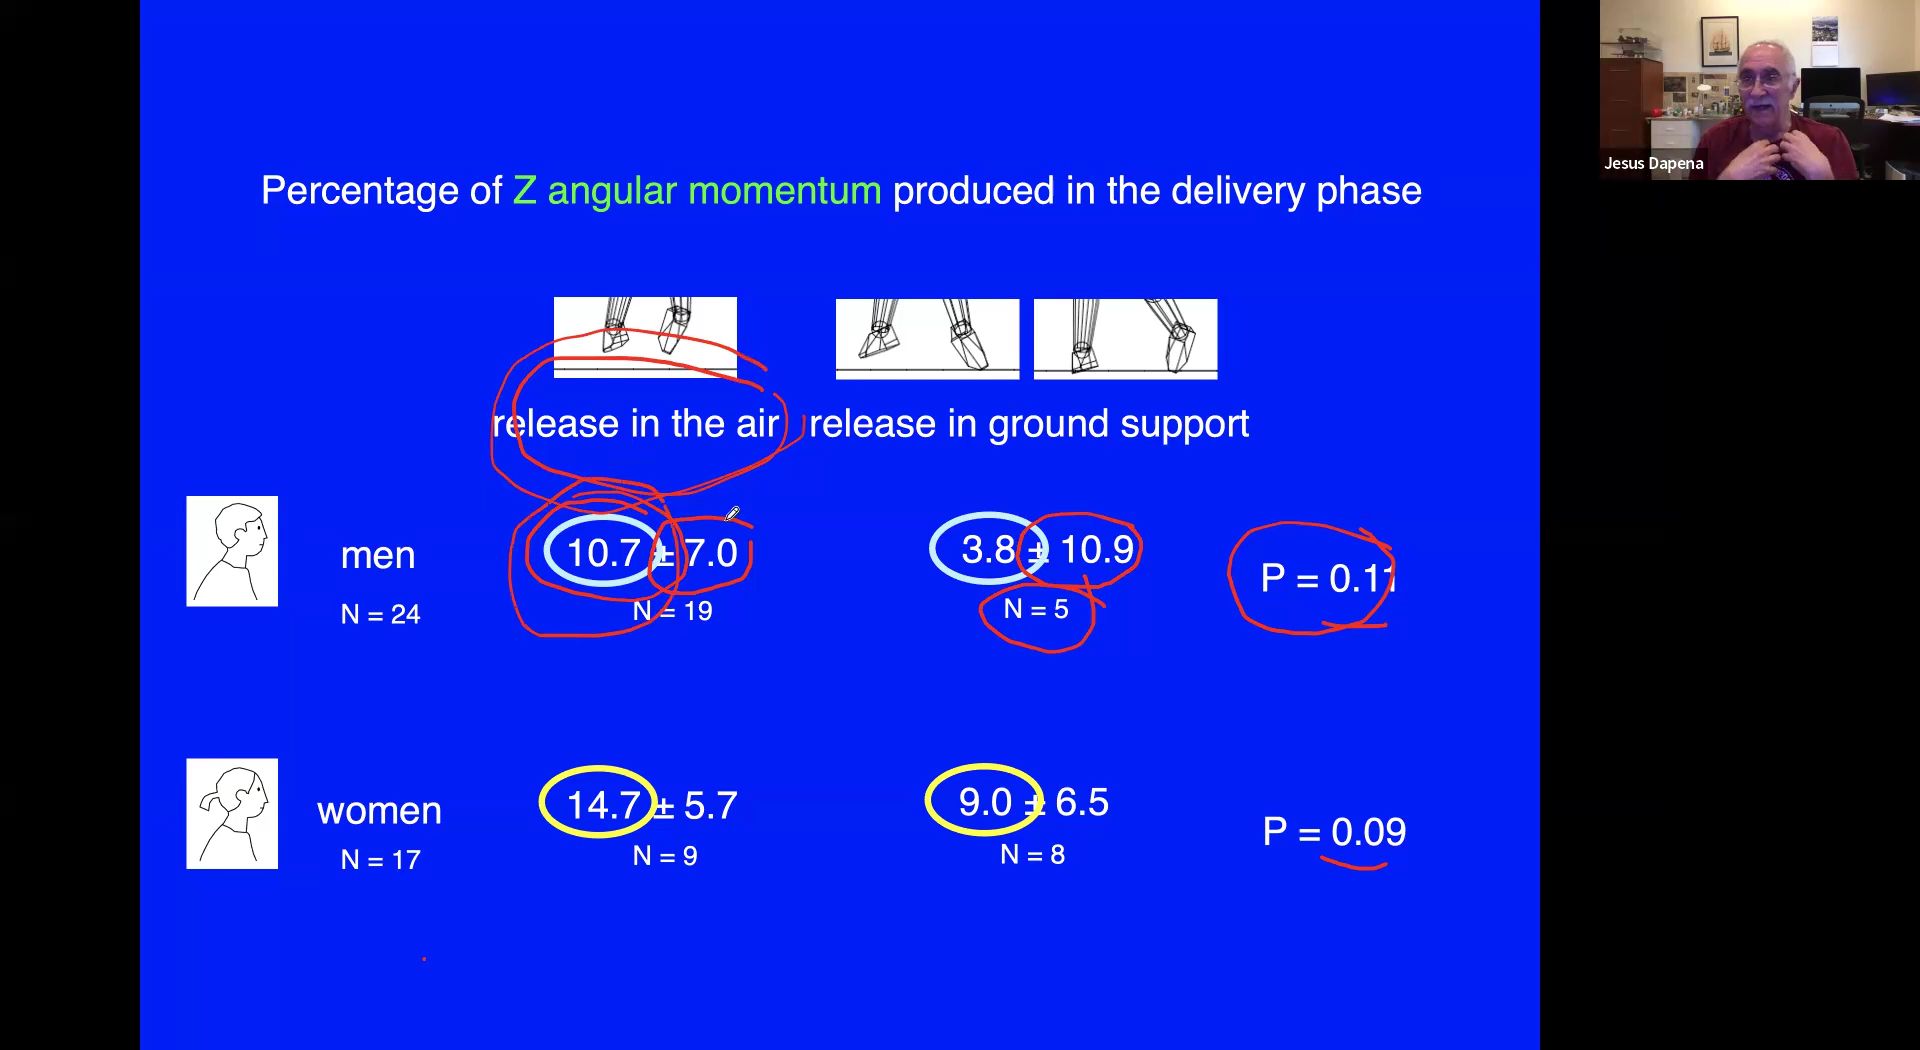 Jesus Dapena
Percentage of Z angular momentum produced in the delivery phase
release in the air release in ground support
men 10.7 ± 7.0 3.8 ± 10.9 P = 0.11
N = 24 N = 19 N = 5
women 14.7 ± 5.7 9.0 ± 6.5 P = 0.09
N = 17 N = 9 N = 8